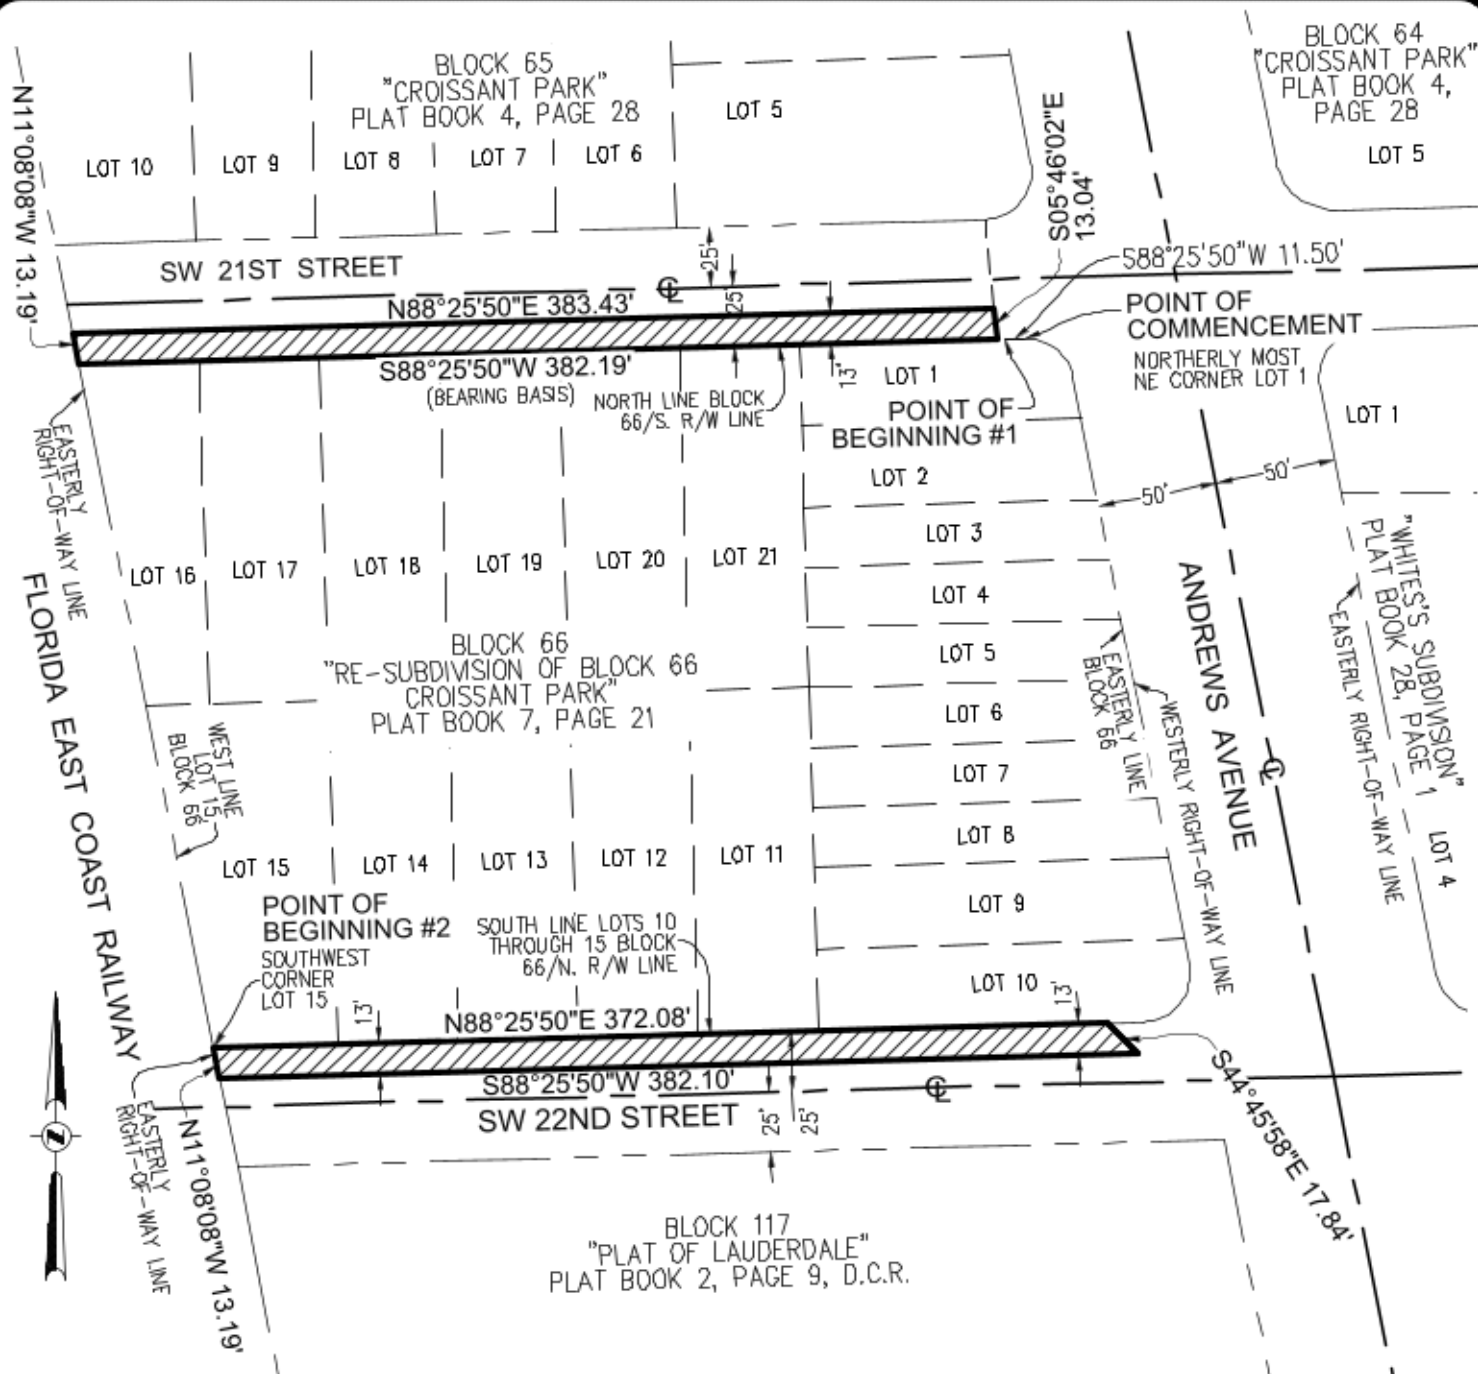 BLOCK 65
"CROISSANT PARK"
PLAT BOOK 4, PAGE 28
BLOCK 64
"CROISSANT PARK"
PLAT BOOK 4,
PAGE 28
LOT 5
LOT 10
LOT 9
LOT 8
LOT 7
LOT 6
LOT 5
N11°08'08"W 13.19'
S05°46'02"E
13.04'
SW 21ST STREET
25'
25'
S88°25'50"W 11.50'
N88°25'50"E 383.43'
POINT OF
COMMENCEMENT
NORTHERLY MOST
NE CORNER LOT 1
S88°25'50"W 382.19'
(BEARING BASIS)
NORTH LINE BLOCK
66/S. R/W LINE
13'
LOT 1
POINT OF
BEGINNING #1
LOT 1
EASTERLY
RIGHT-OF-WAY LINE
LOT 2
50'
50'
LOT 3
LOT 16
LOT 17
LOT 18
LOT 19
LOT 20
LOT 21
LOT 4
FLORIDA EAST COAST RAILWAY
BLOCK 66
"RE-SUBDIVISION OF BLOCK 66
CROISSANT PARK"
PLAT BOOK 7, PAGE 21
LOT 5
LOT 6
LOT 7
LOT 8
LOT 9
LOT 10
EASTERLY LINE
BLOCK 66
WESTERLY RIGHT-OF-WAY LINE
ANDREWS AVENUE
CL
"WHITES'S SUBDIVISION"
PLAT BOOK 28, PAGE 1
EASTERLY RIGHT-OF-WAY LINE
LOT 4
WEST LINE
LOT 15
BLOCK 66
LOT 15
LOT 14
LOT 13
LOT 12
LOT 11
POINT OF
BEGINNING #2
SOUTHWEST
CORNER
LOT 15
SOUTH LINE LOTS 10
THROUGH 15 BLOCK
66/N. R/W LINE
13'
13'
N88°25'50"E 372.08'
S88°25'50"W 382.10'
SW 22ND STREET
25'
25'
CL
S44°45'58"E 17.84'
EASTERLY
RIGHT-OF-WAY LINE
N11°08'08"W 13.19'
Z
BLOCK 117
"PLAT OF LAUDERDALE"
PLAT BOOK 2, PAGE 9, D.C.R.
CL